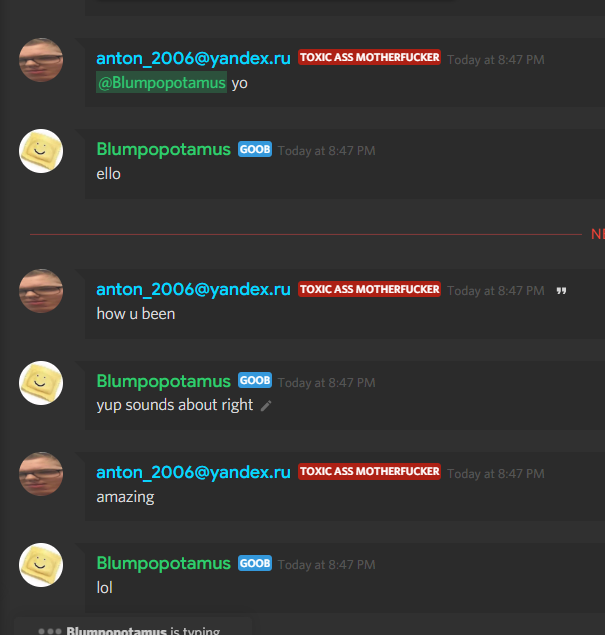 anton_2006@yandex.ru TOXIC ASS MOTHERFUCKER Today at 8:47 PM
@Blumpopotamus yo
Blumpopotamus GOOB Today at 8:47 PM
ello
anton_2006@yandex.ru TOXIC ASS MOTHERFUCKER Today at 8:47 PM
how u been
Blumpopotamus GOOB Today at 8:47 PM
yup sounds about right
anton_2006@yandex.ru TOXIC ASS MOTHERFUCKER Today at 8:47 PM
amazing
Blumpopotamus GOOB Today at 8:47 PM
lol
Blumpopotamus is typing